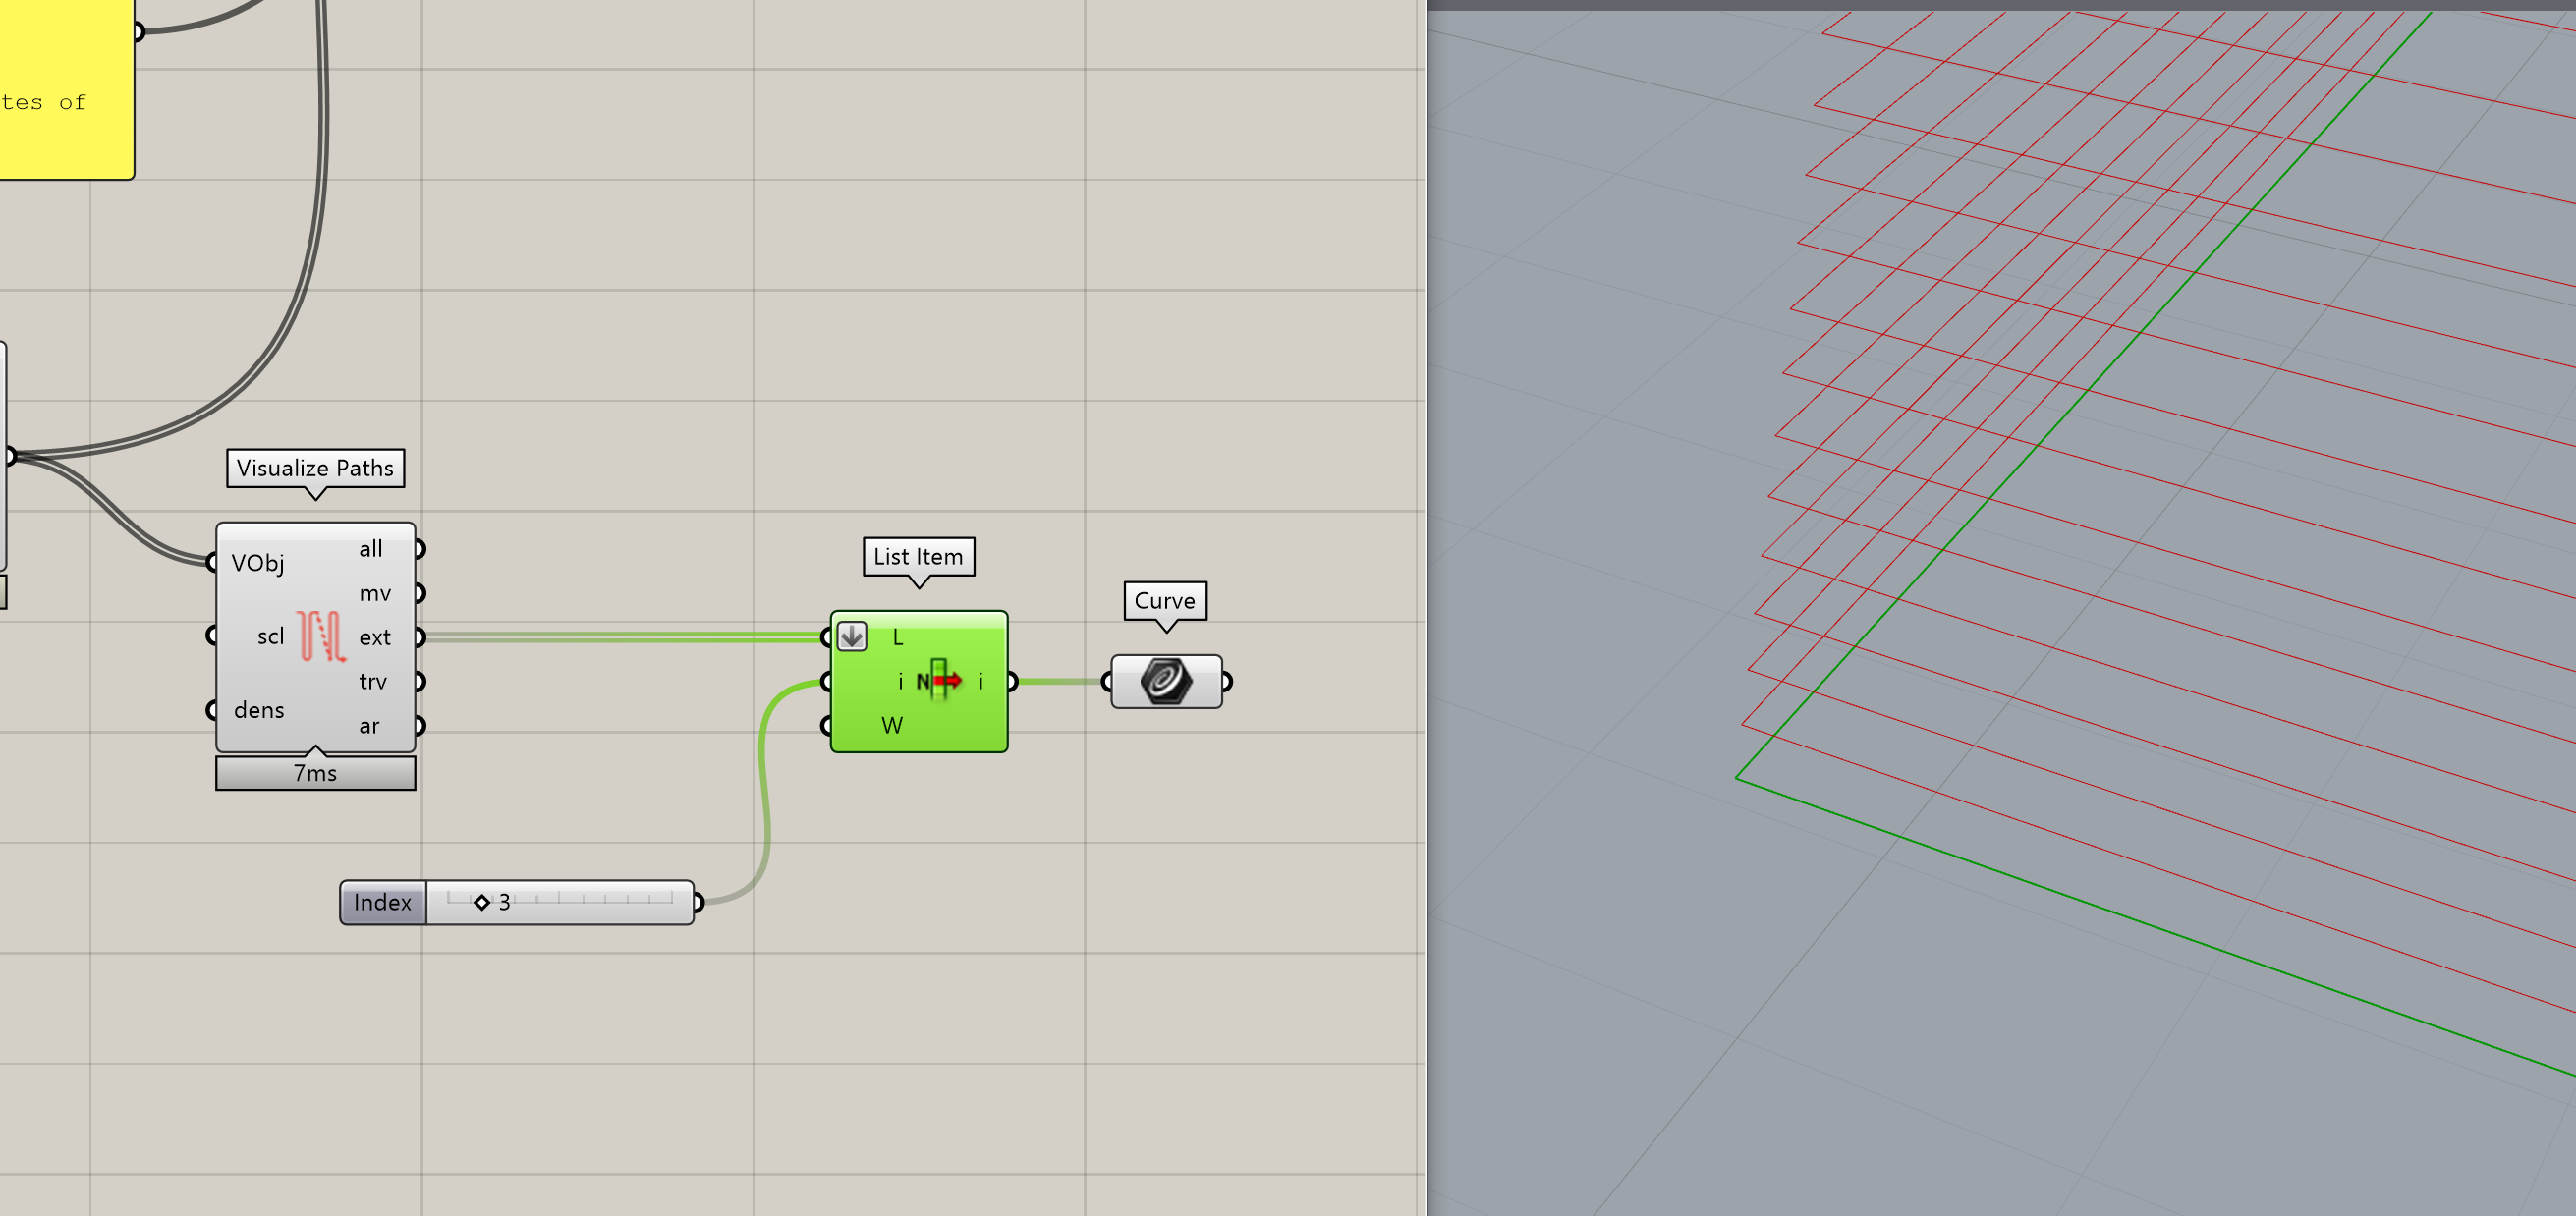 tes of
Visualize Paths
VObj
scl
dens
all
mv
ext
trv
ar
7ms
Index
3
List Item
L
i
W
N
i
Curve